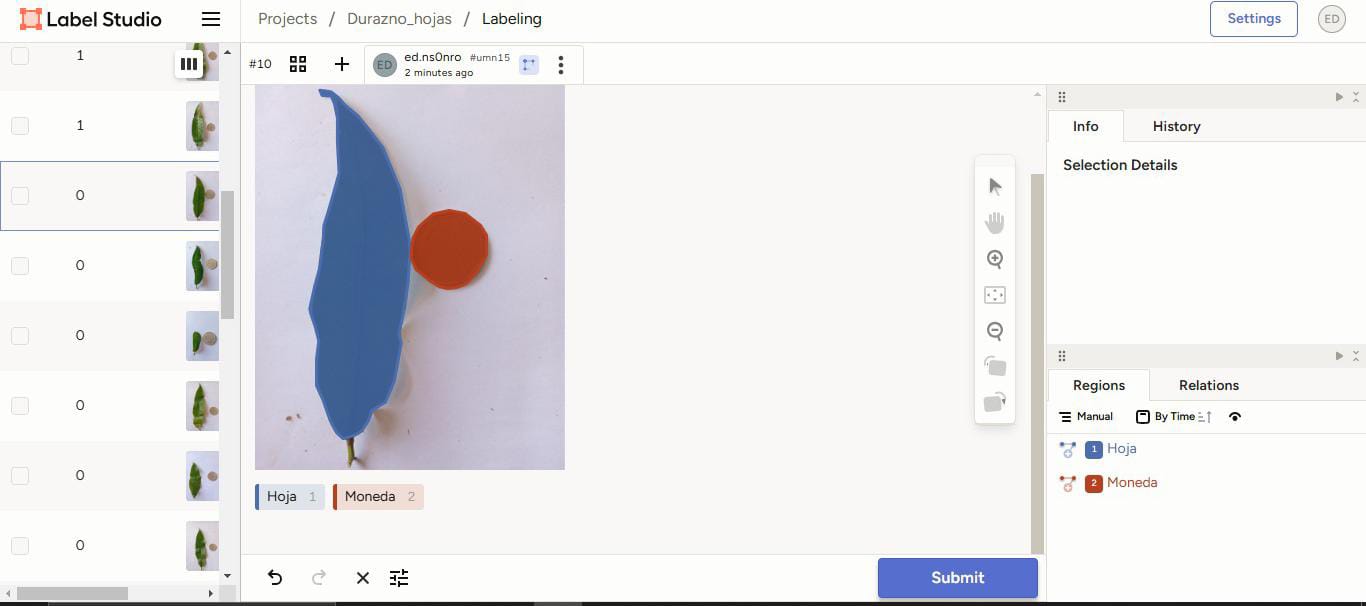 Label Studio
Projects / Durazno_hojas / Labeling
Settings
ED
#10
ED
ed.ns0nro #umn15
2 minutes ago
1
1
0
0
0
0
0
0
Hoja 1
Moneda 2
Submit
Info
History
Selection Details
Regions
Relations
Manual
By Time
1 Hoja
2 Moneda